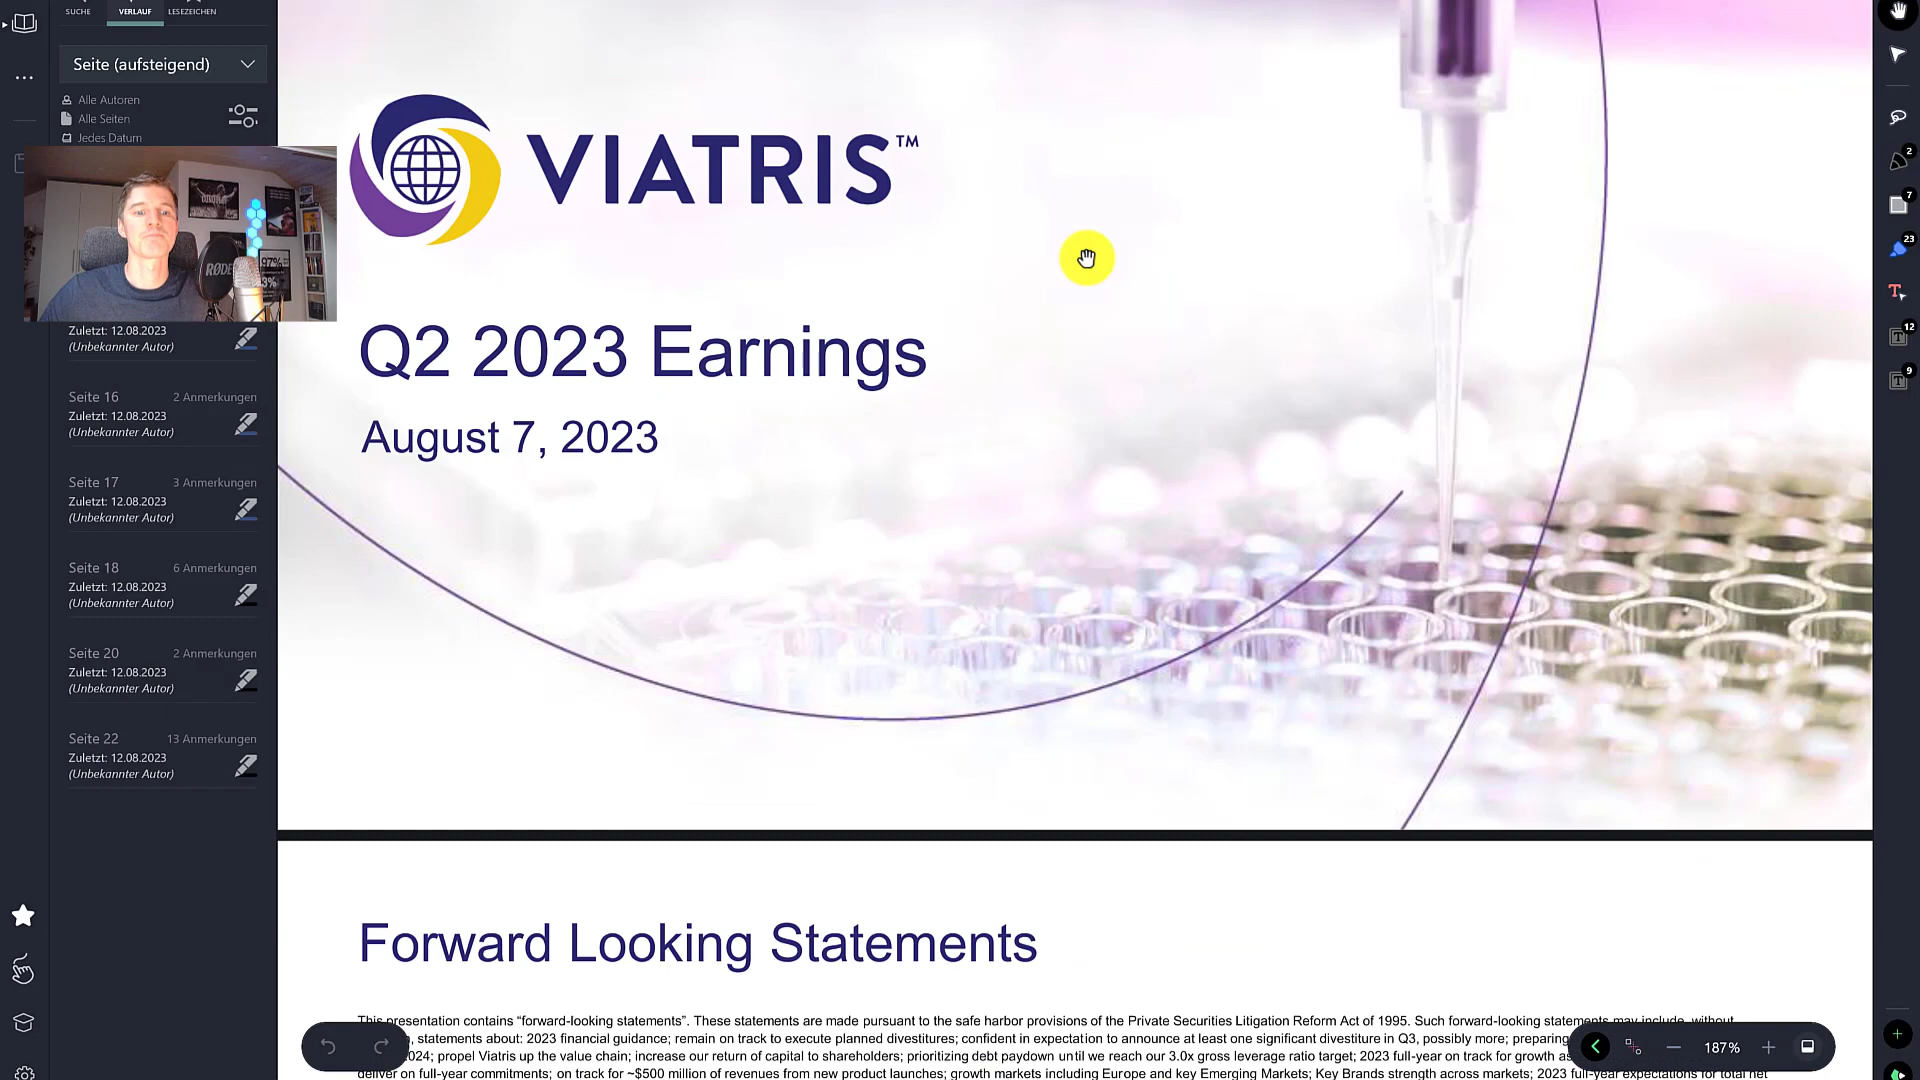 SUCHE
VERLAUF
LESEZEICHEN
Seite (aufsteigend)
Alle Autoren
Alle Seiten
Jedes Datum
RØDE
97%
3%
Zuletzt: 12.08.2023
(Unbekannter Autor)
Seite 16 2 Anmerkungen
Zuletzt: 12.08.2023
(Unbekannter Autor)
Seite 17 3 Anmerkungen
Zuletzt: 12.08.2023
(Unbekannter Autor)
Seite 18 6 Anmerkungen
Zuletzt: 12.08.2023
(Unbekannter Autor)
Seite 20 2 Anmerkungen
Zuletzt: 12.08.2023
(Unbekannter Autor)
Seite 22 13 Anmerkungen
Zuletzt: 12.08.2023
(Unbekannter Autor)
VIATRIS™
Q2 2023 Earnings
August 7, 2023
Forward Looking Statements
This presentation contains “forward-looking statements”. These statements are made pursuant to the safe harbor provisions of the Private Securities Litigation Reform Act of 1995. Such forward-looking statements may include, without
, statements about: 2023 financial guidance; remain on track to execute planned divestitures; confident in expectation to announce at least one significant divestiture in Q3, possibly more; preparing
024; propel Viatris up the value chain; increase our return of capital to shareholders; prioritizing debt paydown until we reach our 3.0x gross leverage ratio target; 2023 full-year on track for growth as
deliver on full-year commitments; on track for ~$500 million of revenues from new product launches; growth markets including Europe and key Emerging Markets; Key Brands strength across markets; 2023 full-year expectations for total net
187%
2
7
23
12
9